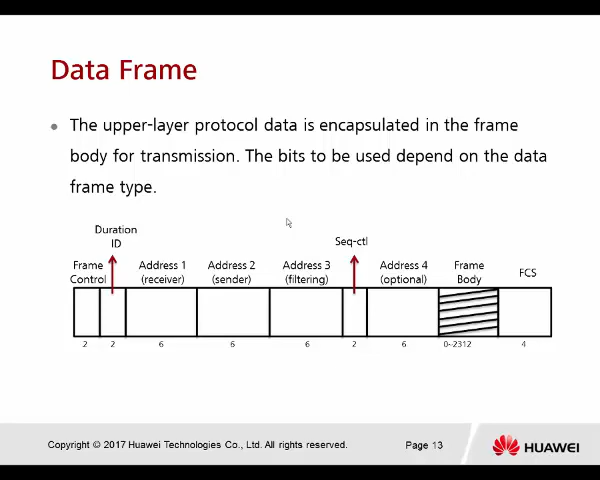 Data Frame
The upper-layer protocol data is encapsulated in the frame
body for transmission. The bits to be used depend on the data
frame type.
Duration
ID
Seq-ctl
Frame
Control
Address 1
(receiver)
Address 2
(sender)
Address 3
(filtering)
Address 4
(optional)
Frame
Body
FCS
2 2 6 6 6 2 6 0-2312 4
Copyright © 2017 Huawei Technologies Co., Ltd. All rights reserved. Page 13 HUAWEI